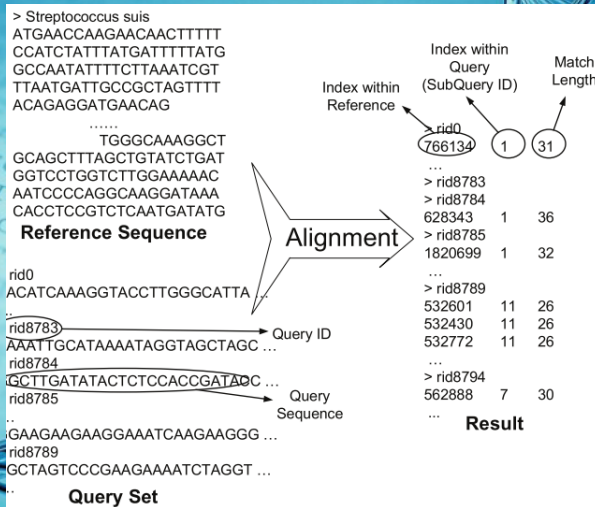 > Streptococcus suis
ATGAACCAAGAACAACTTTTT
CCATCTATTTATGATTTTTATG
GCCAATATTTTCTTAAATCGT
TTAATGATTGCCGCTAGTTTT
ACAGAGGATGAACAG
......
TGGGCAAAGGCT
GCAGCTTTAGCTGTATCTGAT
GGTCCTGGTCTTGGAAAAAC
AATCCCCAGGCAAGGATAAA
CACCTCCGTCTCAATGATATG
Reference Sequence
rid0
ACATCAAAGGTACCTTGGGCATTA ...
..
rid8783
AAATTGCATAAAATAGGTAGCTAGC ...
rid8784
GCTTGATATACTCTCCACCGATACC ...
rid8785
..
GAAGAAGAAGGAAATCAAGAAGGG ...
rid8789
GCTAGTCCCGAAGAAAATCTAGGT ...
..
Query Set
Query ID
Query
Sequence
Alignment
Index within
Reference
Index within
Query
(SubQuery ID)
Match
Length
> rid0
766134 1 31
...
> rid8783
> rid8784
628343 1 36
> rid8785
1820699 1 32
...
> rid8789
532601 11 26
532430 11 26
532772 11 26
...
> rid8794
562888 7 30
...
Result